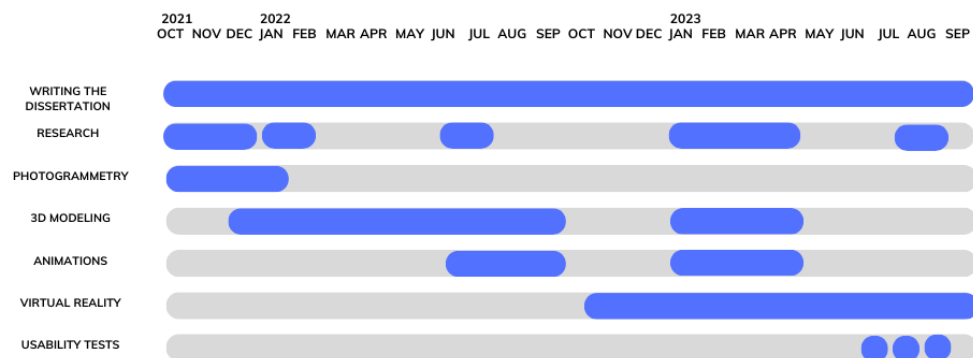 2021 2022 2023
OCT NOV DEC JAN FEB MAR APR MAY JUN JUL AUG SEP OCT NOV DEC JAN FEB MAR APR MAY JUN JUL AUG SEP
WRITING THE
DISSERTATION
RESEARCH
PHOTOGRAMMETRY
3D MODELING
ANIMATIONS
VIRTUAL REALITY
USABILITY TESTS